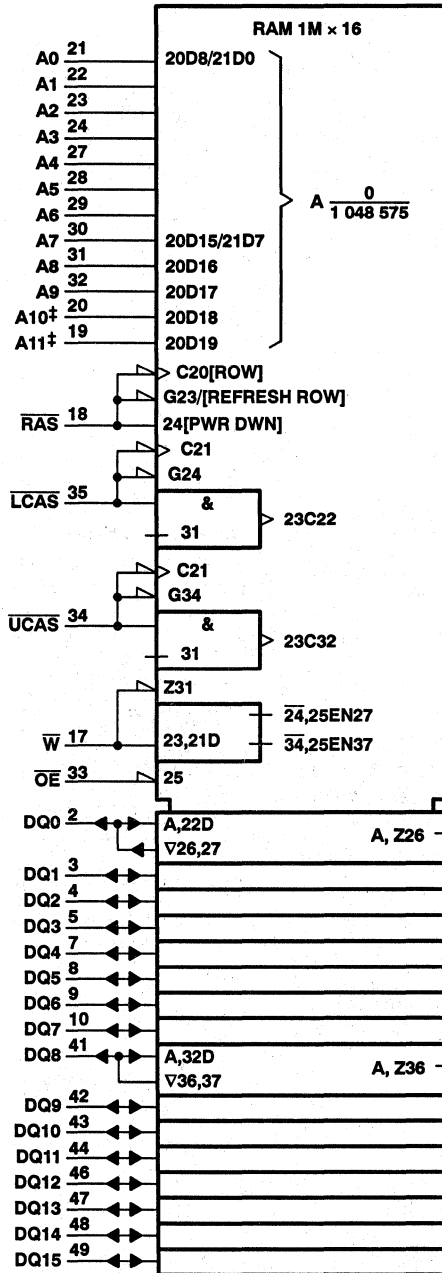 RAM 1M × 16
A0 21 20D8/21D0
A1 22
A2 23
A3 24
A4 27
A5 28
A6 29
A 0
1 048 575
A7 30 20D15/21D7
A8 31 20D16
A9 32 20D17
A10‡ 20 20D18
A11‡ 19 20D19
C20[ROW]
G23/[REFRESH ROW]
RAS 18 24[PWR DWN]
C21
G24
LCAS 35 &
31 23C22
C21
G34
UCAS 34 &
31 23C32
Z31
24,25EN27
W 17 23,21D 34,25EN37
OE 33 25
DQ0 2 A,22D A, Z26
∇26,27
DQ1 3
DQ2 4
DQ3 5
DQ4 7
DQ5 8
DQ6 9
DQ7 10
DQ8 41 A,32D A, Z36
∇36,37
DQ9 42
DQ10 43
DQ11 44
DQ12 46
DQ13 47
DQ14 48
DQ15 49